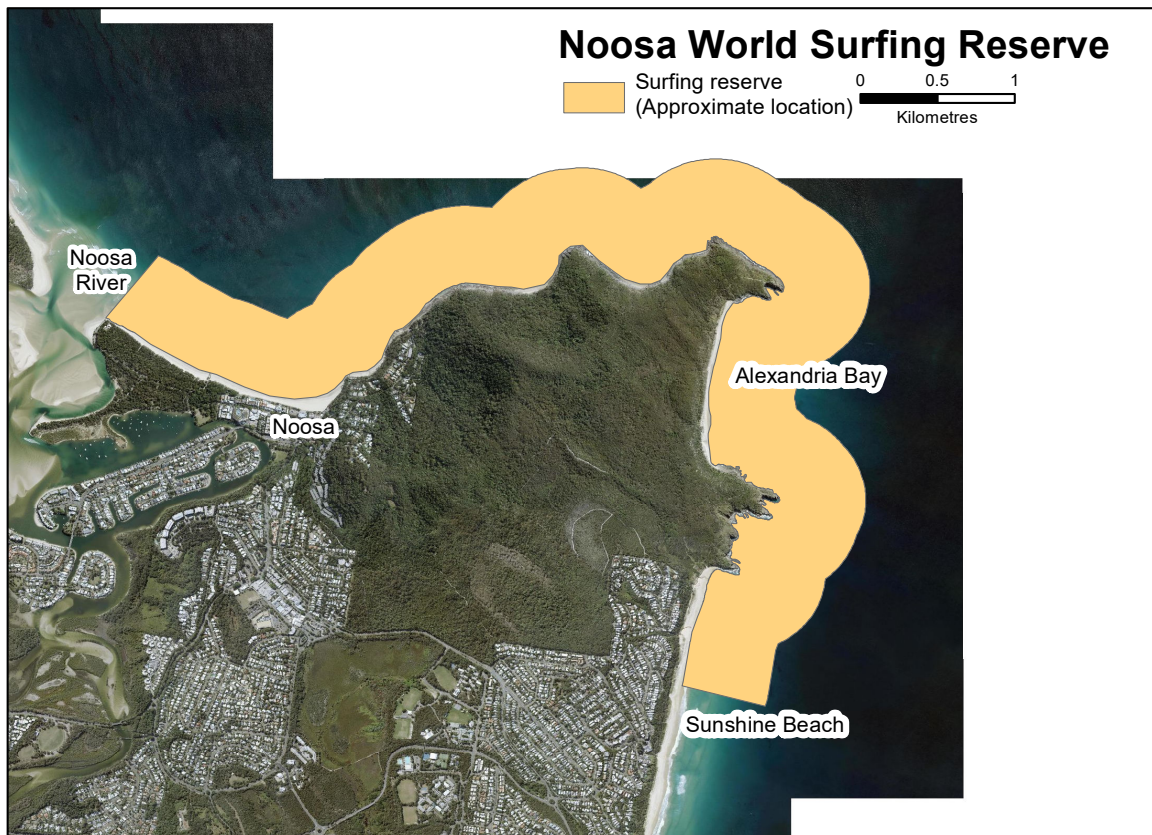 Noosa World Surfing Reserve
Surfing reserve
(Approximate location)
0 0.5 1
Kilometres
Noosa
River
Alexandria Bay
Noosa
Sunshine Beach